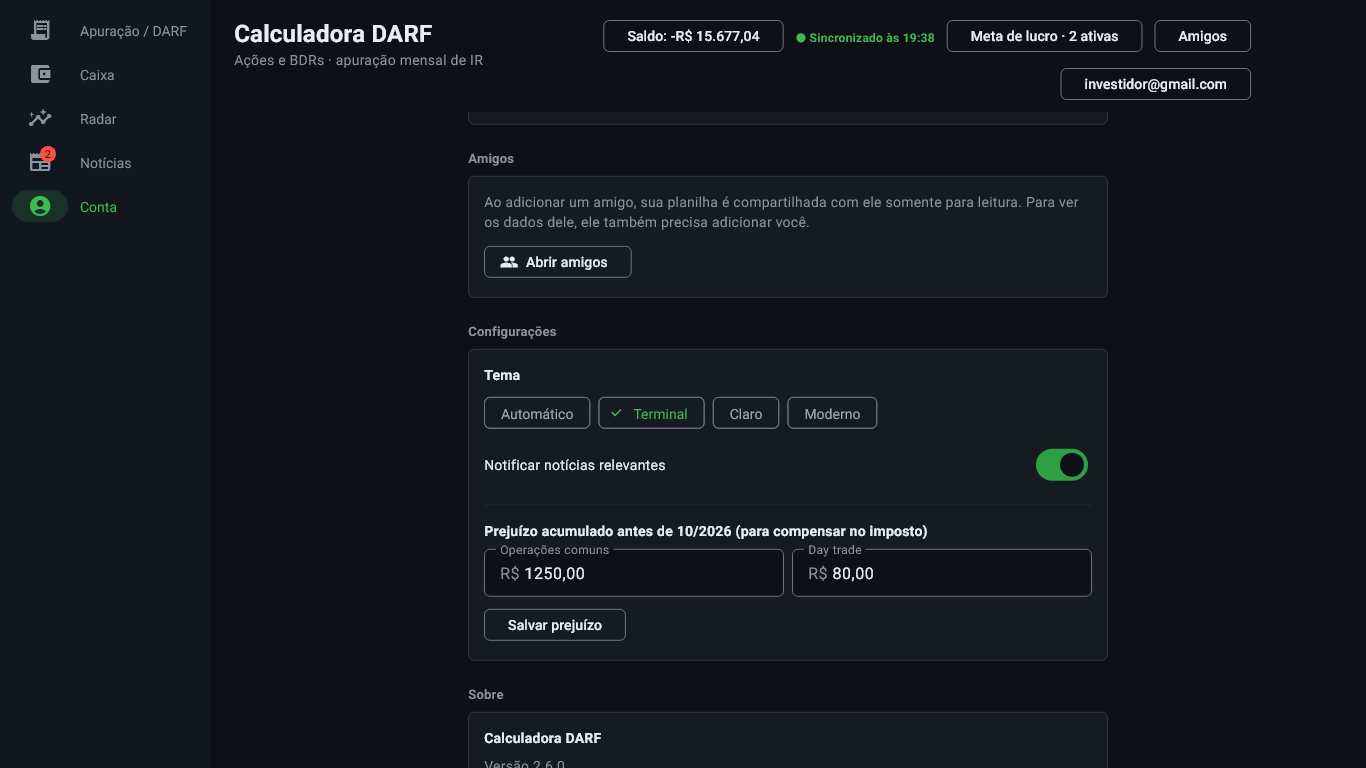 Apuração / DARF
Caixa
Radar
2
Notícias
Conta
Calculadora DARF
Ações e BDRs · apuração mensal de IR
Saldo: -R$ 15.677,04
Sincronizado às 19:38
Meta de lucro · 2 ativas
Amigos
investidor@gmail.com
Amigos
Ao adicionar um amigo, sua planilha é compartilhada com ele somente para leitura. Para ver
os dados dele, ele também precisa adicionar você.
Abrir amigos
Configurações
Tema
Automático
Terminal
Claro
Moderno
Notificar notícias relevantes
Prejuízo acumulado antes de 10/2026 (para compensar no imposto)
Operações comuns
R$ 1250,00
Day trade
R$ 80,00
Salvar prejuízo
Sobre
Calculadora DARF
Versão 2.6.0